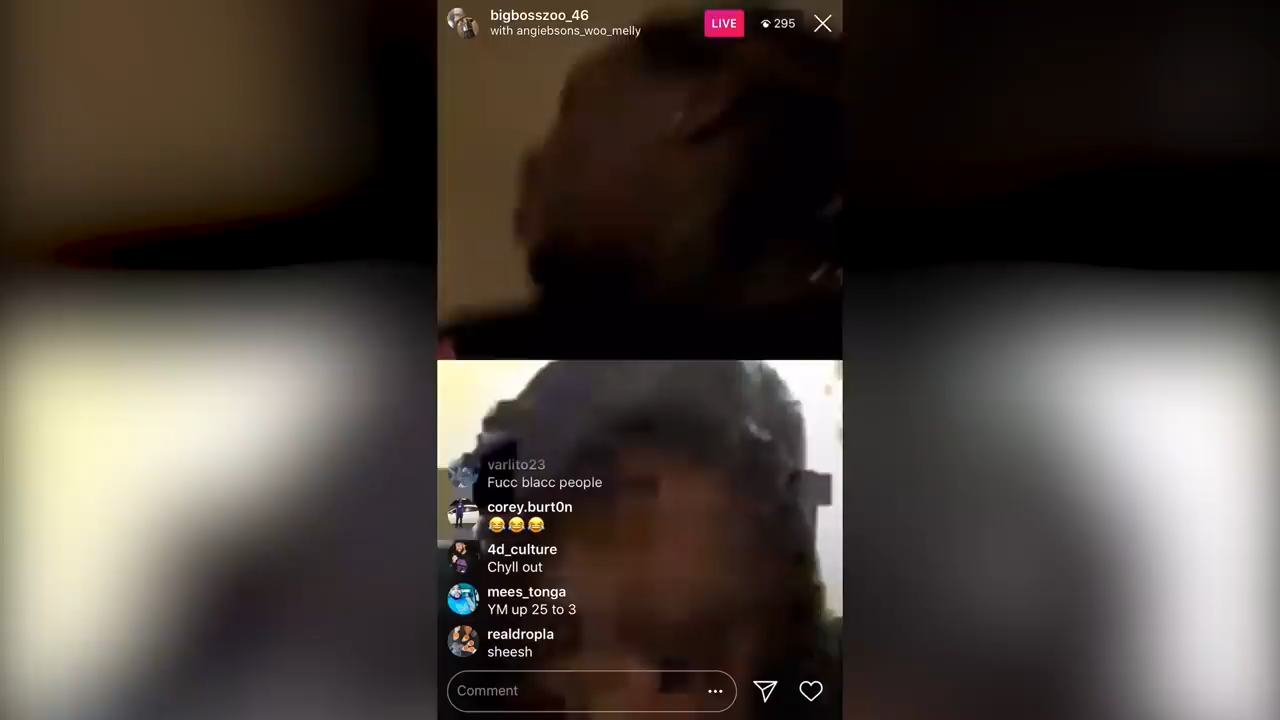 bigbosszoo_46
with angiebsons_woo_melly
LIVE
295
varlito23
Fucc blacc people
corey.burt0n
😂😂😂
4d_culture
Chyll out
mees_tonga
YM up 25 to 3
realdropla
sheesh
Comment